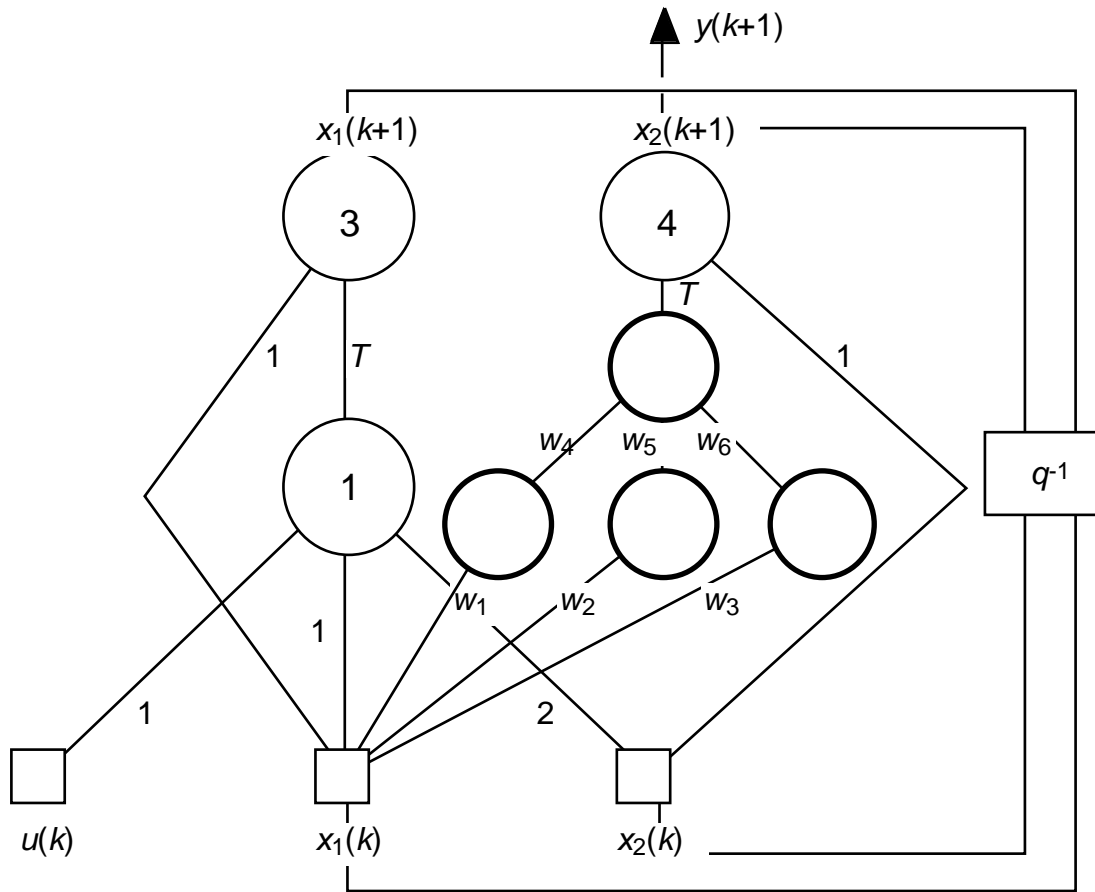 y(k+1)
x₁(k+1)
x₂(k+1)
3
4
T
1
T
1
w₄
w₅
w₆
q⁻¹
1
w₁
w₂
w₃
1
1
2
u(k)
x₁(k)
x₂(k)